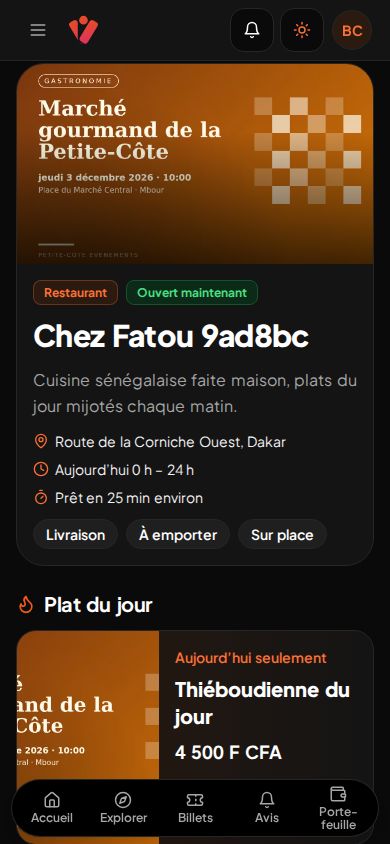 BC
GASTRONOMIE
Marché
gourmand de la
Petite-Côte
jeudi 3 décembre 2026 · 10:00
Place du Marché Central · Mbour
PETITE-COTE EVENEMENTS
Restaurant
Ouvert maintenant
Chez Fatou 9ad8bc
Cuisine sénégalaise faite maison, plats du
jour mijotés chaque matin.
Route de la Corniche Ouest, Dakar
Aujourd’hui 0 h – 24 h
Prêt en 25 min environ
Livraison
À emporter
Sur place
Plat du jour
é
and de la
Côte
e 2026 · 10:00
tral · Mbour
Aujourd’hui seulement
Thiéboudienne du
jour
4 500 F CFA
Accueil
Explorer
Billets
Avis
Porte-
feuille